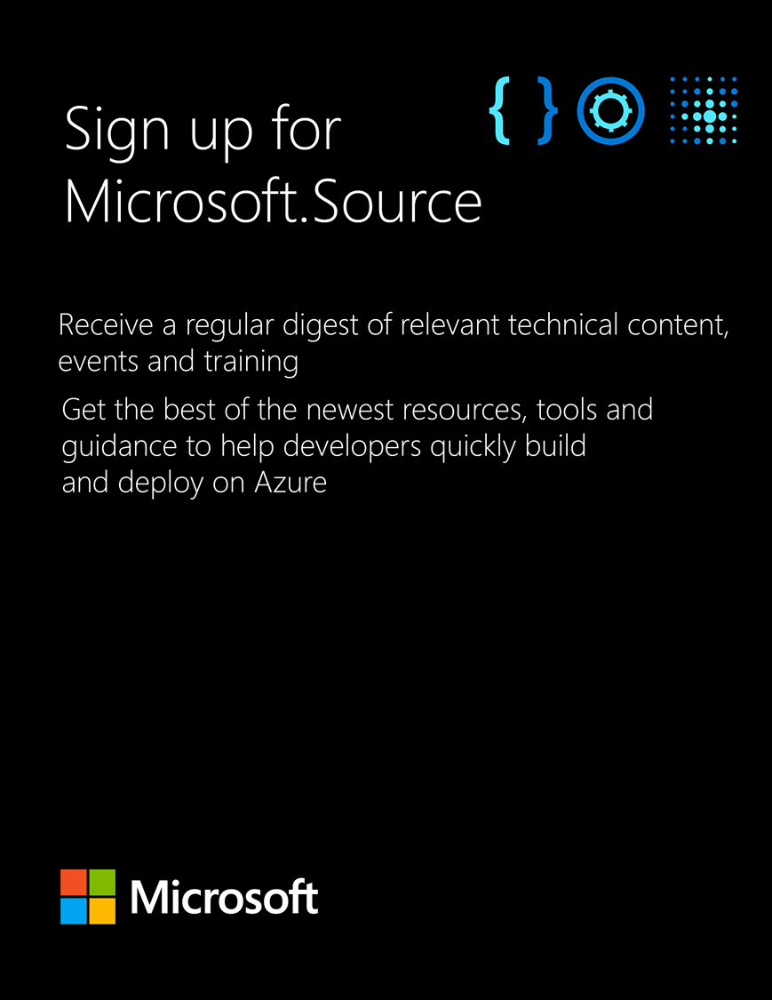 Sign up for
Microsoft.Source
Receive a regular digest of relevant technical content,
events and training
Get the best of the newest resources, tools and
guidance to help developers quickly build
and deploy on Azure
Microsoft